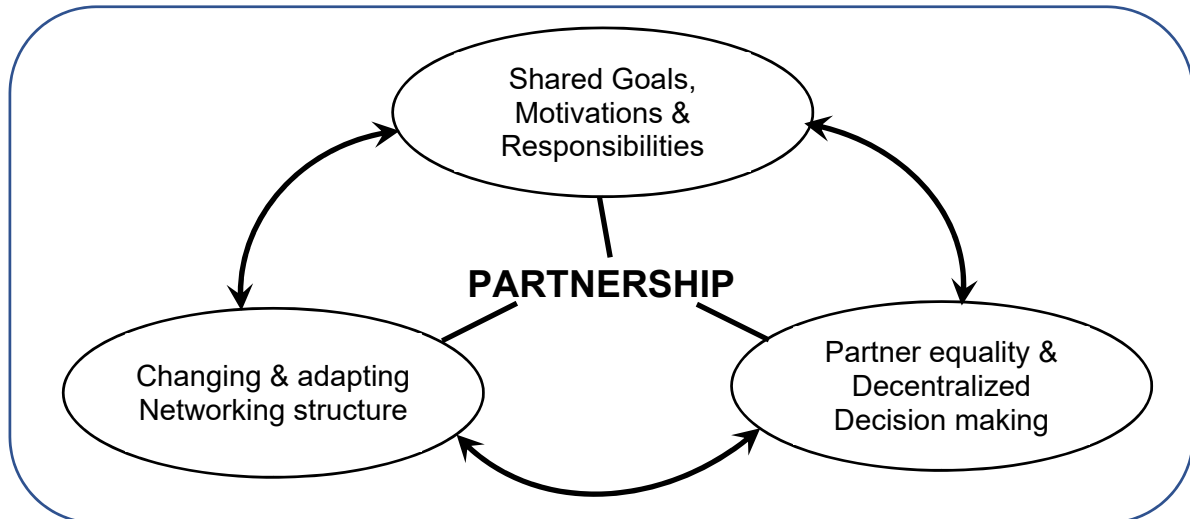 Shared Goals,
Motivations &
Responsibilities
PARTNERSHIP
Changing & adapting
Networking structure
Partner equality &
Decentralized
Decision making